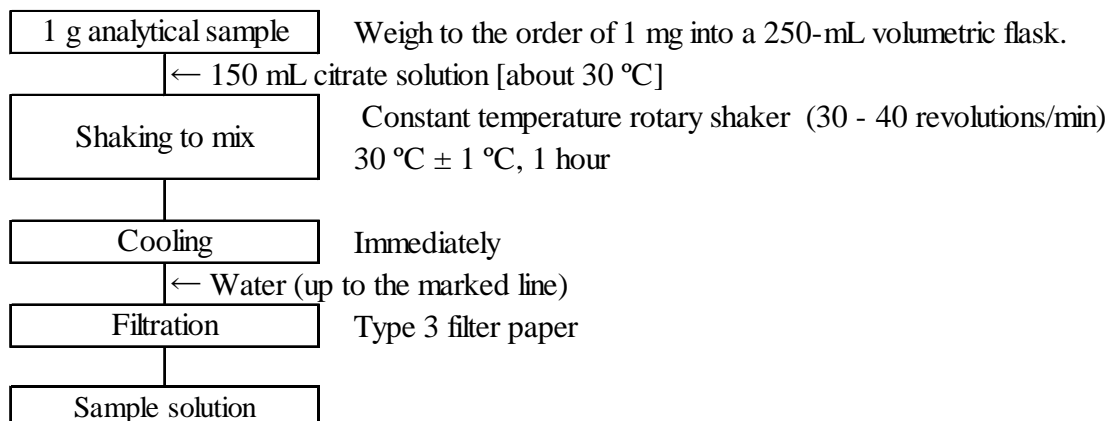 1 g analytical sample Weigh to the order of 1 mg into a 250-mL volumetric flask.
← 150 mL citrate solution [about 30 ºC]
Shaking to mix
Constant temperature rotary shaker (30 - 40 revolutions/min)
30 ºC ± 1 ºC, 1 hour
Cooling Immediately
← Water (up to the marked line)
Filtration Type 3 filter paper
Sample solution